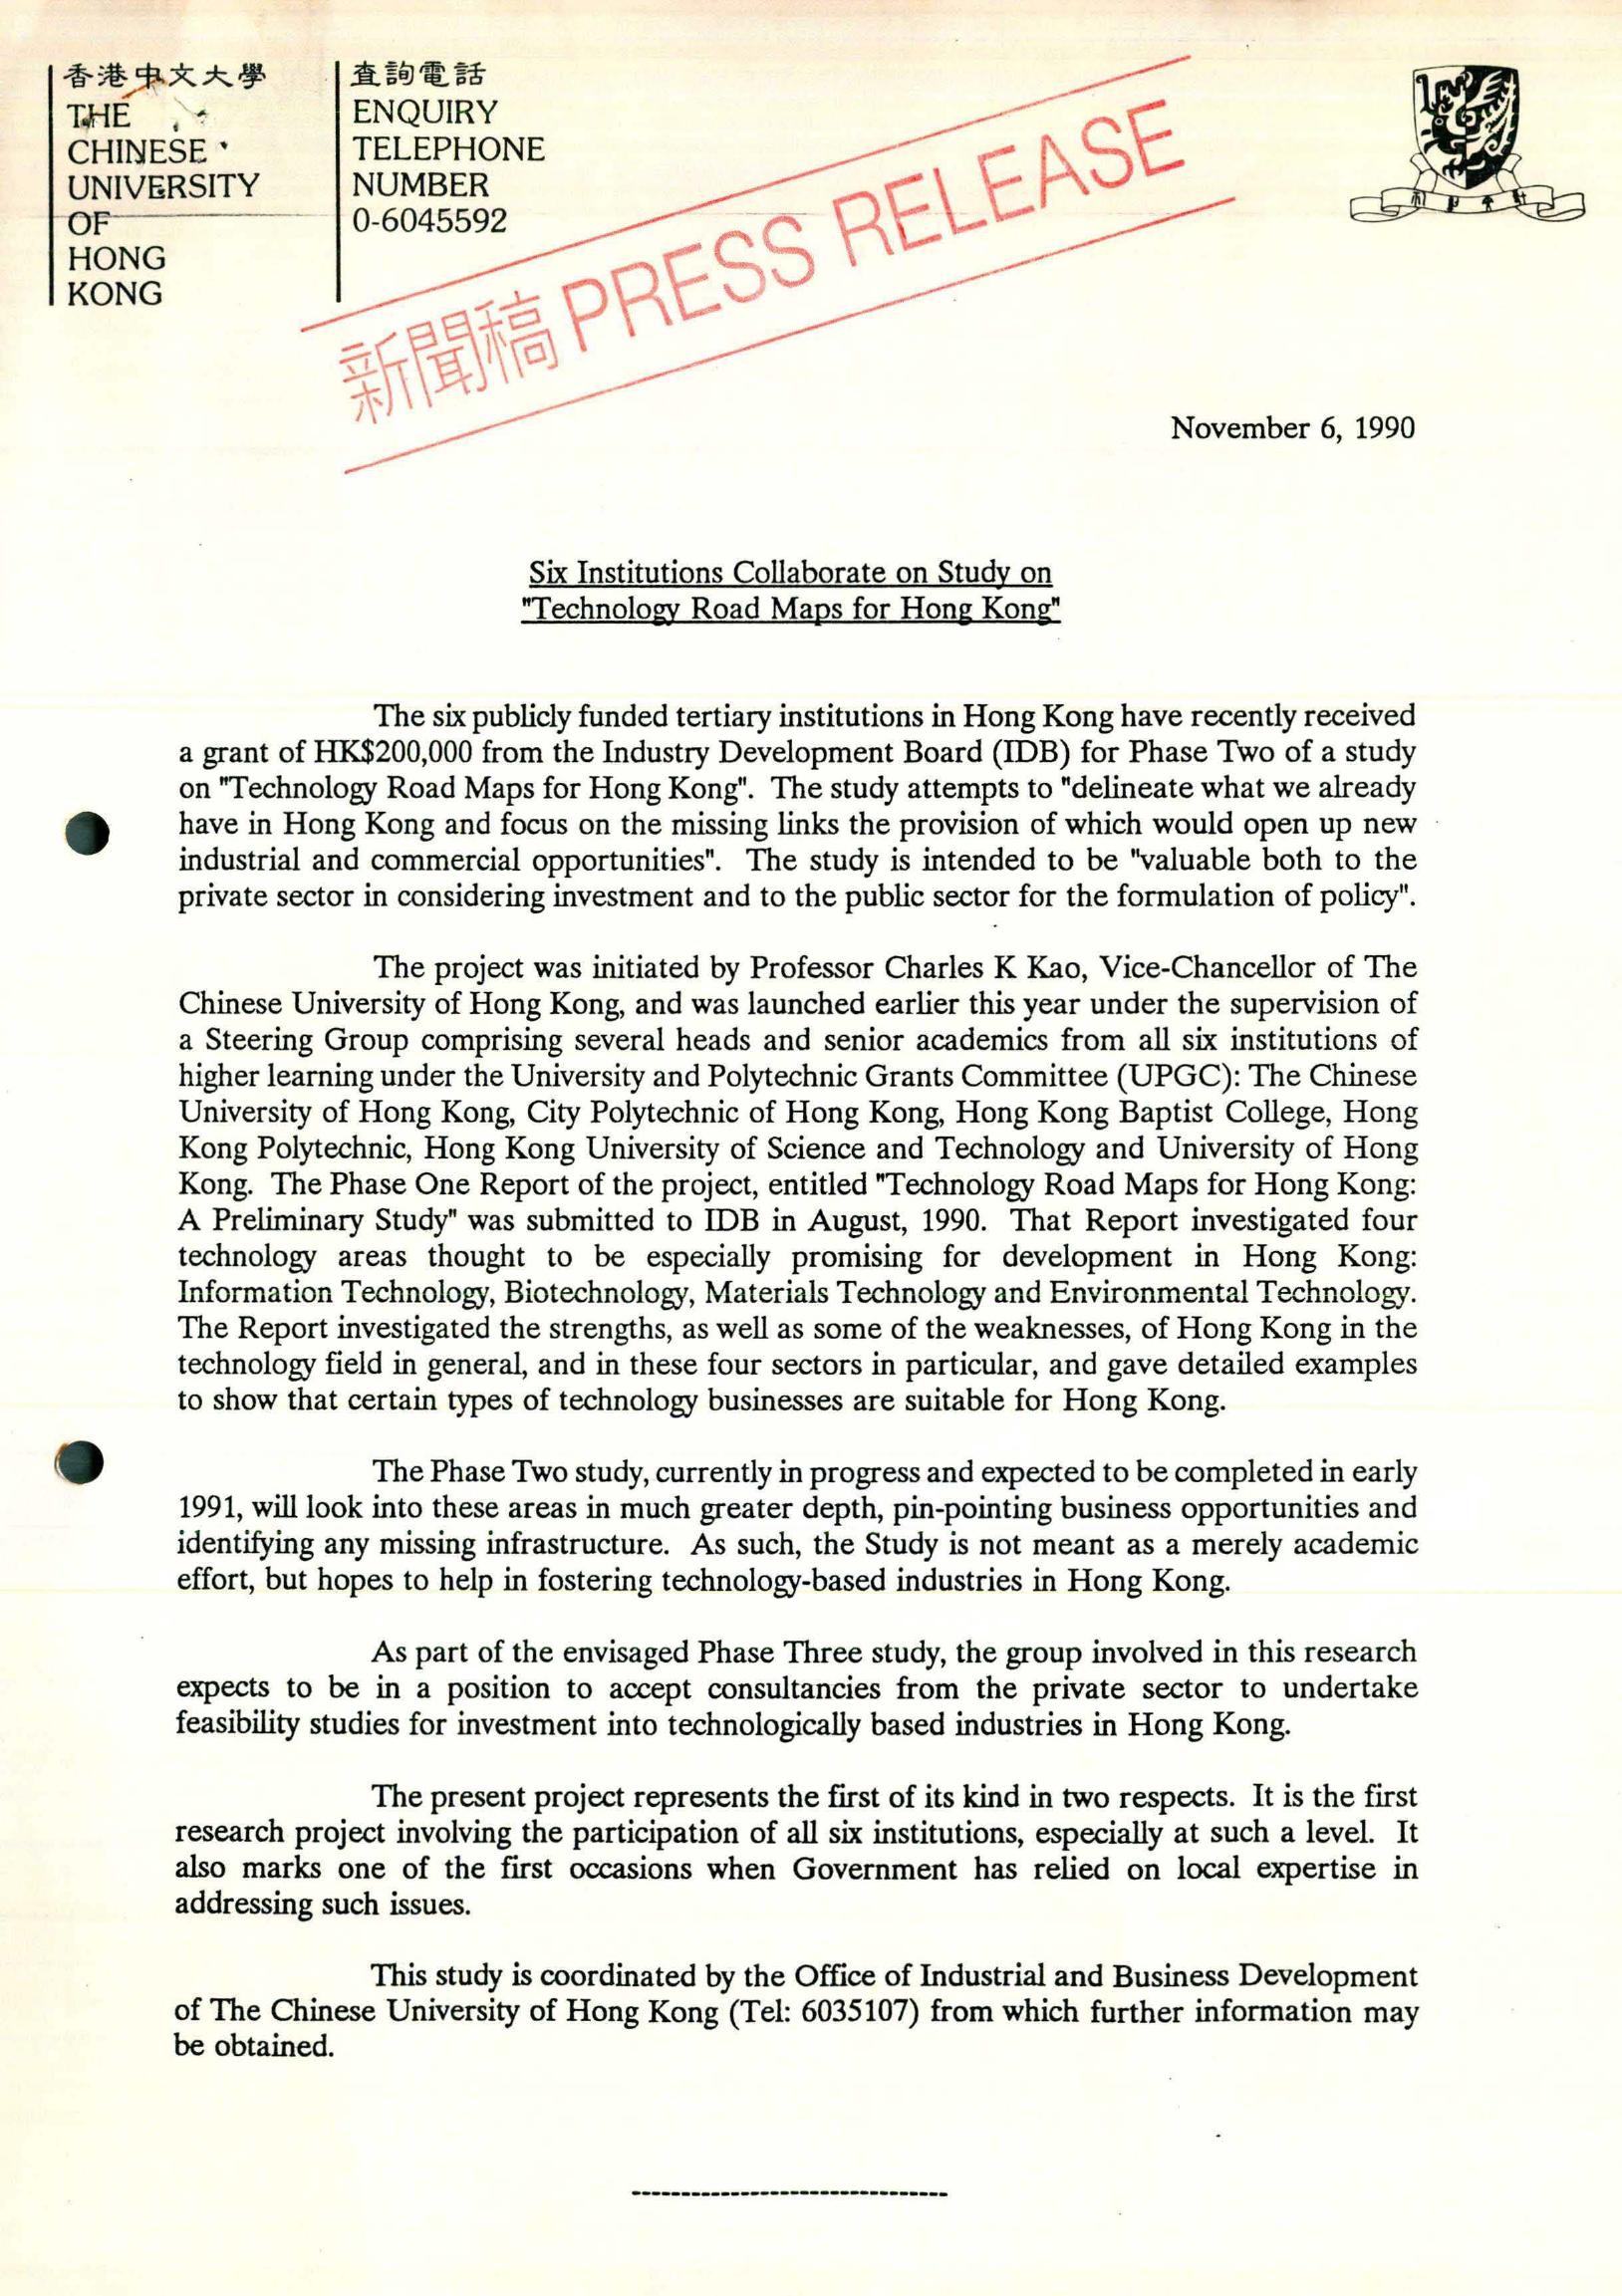 香港中文大學
THE
CHINESE
UNIVERSITY
OF
HONG
KONG
查詢電話
ENQUIRY
TELEPHONE
NUMBER
0-6045592
新聞稿 PRESS RELEASE
November 6, 1990
Six Institutions Collaborate on Study on
"Technology Road Maps for Hong Kong"
The six publicly funded tertiary institutions in Hong Kong have recently received
a grant of HK$200,000 from the Industry Development Board (IDB) for Phase Two of a study
on "Technology Road Maps for Hong Kong". The study attempts to "delineate what we already
have in Hong Kong and focus on the missing links the provision of which would open up new
industrial and commercial opportunities". The study is intended to be "valuable both to the
private sector in considering investment and to the public sector for the formulation of policy".
The project was initiated by Professor Charles K Kao, Vice-Chancellor of The
Chinese University of Hong Kong, and was launched earlier this year under the supervision of
a Steering Group comprising several heads and senior academics from all six institutions of
higher learning under the University and Polytechnic Grants Committee (UPGC): The Chinese
University of Hong Kong, City Polytechnic of Hong Kong, Hong Kong Baptist College, Hong
Kong Polytechnic, Hong Kong University of Science and Technology and University of Hong
Kong. The Phase One Report of the project, entitled "Technology Road Maps for Hong Kong:
A Preliminary Study" was submitted to IDB in August, 1990. That Report investigated four
technology areas thought to be especially promising for development in Hong Kong:
Information Technology, Biotechnology, Materials Technology and Environmental Technology.
The Report investigated the strengths, as well as some of the weaknesses, of Hong Kong in the
technology field in general, and in these four sectors in particular, and gave detailed examples
to show that certain types of technology businesses are suitable for Hong Kong.
The Phase Two study, currently in progress and expected to be completed in early
1991, will look into these areas in much greater depth, pin-pointing business opportunities and
identifying any missing infrastructure. As such, the Study is not meant as a merely academic
effort, but hopes to help in fostering technology-based industries in Hong Kong.
As part of the envisaged Phase Three study, the group involved in this research
expects to be in a position to accept consultancies from the private sector to undertake
feasibility studies for investment into technologically based industries in Hong Kong.
The present project represents the first of its kind in two respects. It is the first
research project involving the participation of all six institutions, especially at such a level. It
also marks one of the first occasions when Government has relied on local expertise in
addressing such issues.
This study is coordinated by the Office of Industrial and Business Development
of The Chinese University of Hong Kong (Tel: 6035107) from which further information may
be obtained.